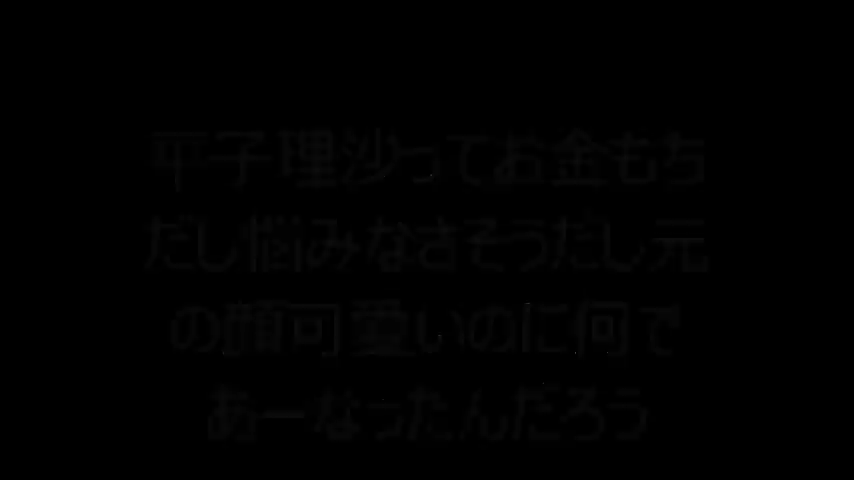 平子理沙ってお金もち
だし悩みなさそうだし元
の顔可愛いのに何で
あーなったんだろう